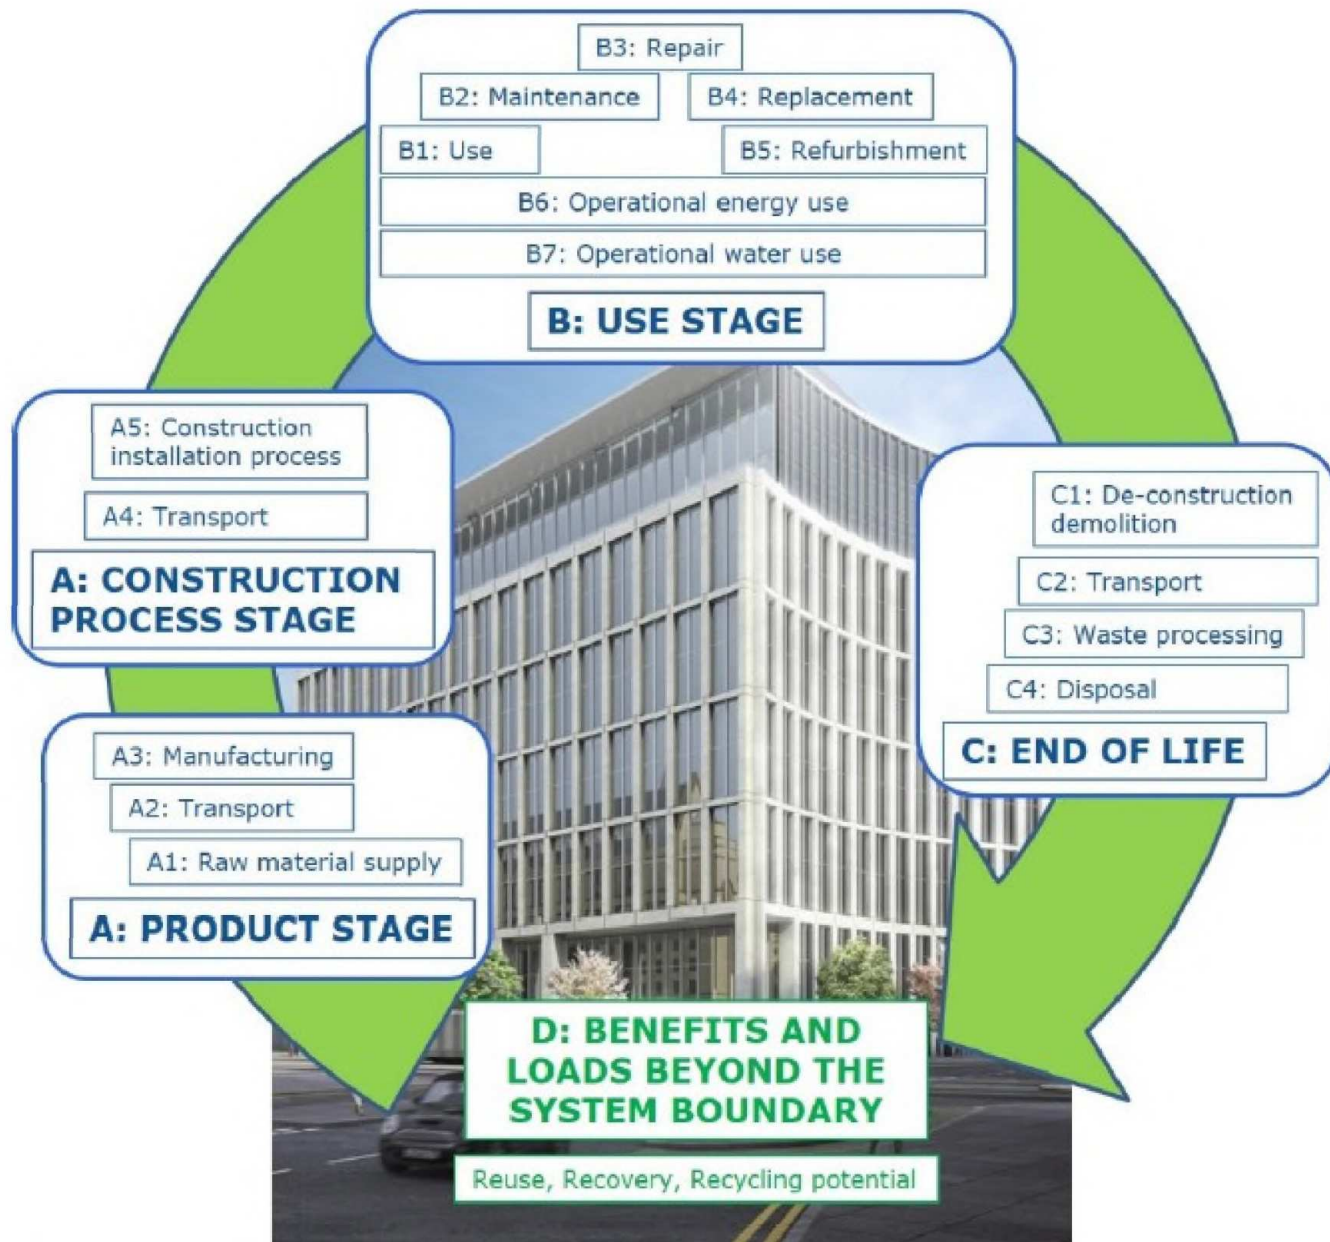 B3: Repair
B2: Maintenance
B4: Replacement
B1: Use
B5: Refurbishment
B6: Operational energy use
B7: Operational water use
B: USE STAGE
A5: Construction
installation process
A4: Transport
A: CONSTRUCTION
PROCESS STAGE
A3: Manufacturing
A2: Transport
A1: Raw material supply
A: PRODUCT STAGE
C1: De-construction
demolition
C2: Transport
C3: Waste processing
C4: Disposal
C: END OF LIFE
D: BENEFITS AND
LOADS BEYOND THE
SYSTEM BOUNDARY
Reuse, Recovery, Recycling potential